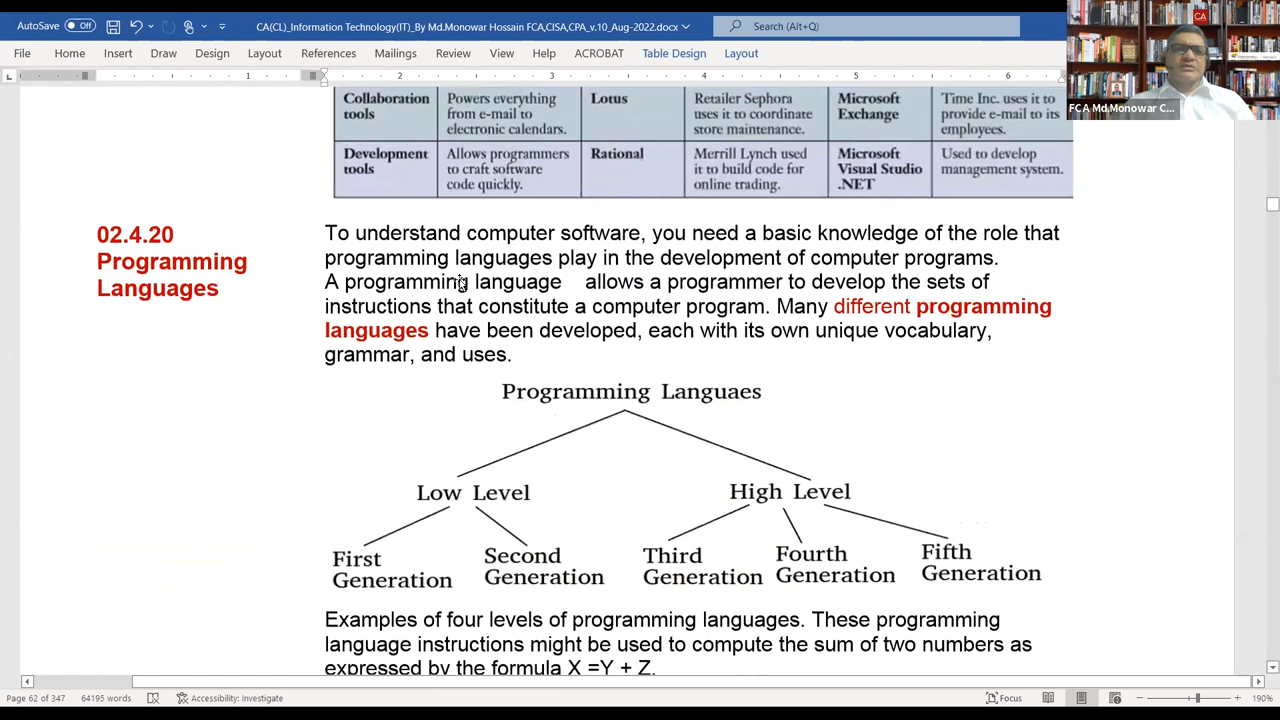 AutoSave Off CA(CL)_Information Technology(IT)_By Md.Monowar Hossain FCA,CISA,CPA_v.10_Aug-2022.docx Search (Alt+Q)
CA
File Home Insert Draw Design Layout References Mailings Review View Help ACROBAT Table Design Layout
1 2 3 4 5 6
FCA Md,Monowar C...
Collaboration Powers everything Lotus Retailer Sephora Microsoft Time Inc. uses it to
tools from e-mail to uses it to coordinate Exchange provide e-mail to its
electronic calendars. store maintenance. employees.
Development Allows programmers Rational Merrill Lynch used Microsoft Used to develop
tools to craft software it to build code for Visual Studio management system.
code quickly. online trading. .NET
02.4.20
Programming
Languages
To understand computer software, you need a basic knowledge of the role that
programming languages play in the development of computer programs.
A programming language allows a programmer to develop the sets of
instructions that constitute a computer program. Many different programming
languages have been developed, each with its own unique vocabulary,
grammar, and uses.
Programming Languaes
Low Level High Level
First Second Third Fourth Fifth
Generation Generation Generation Generation Generation
Examples of four levels of programming languages. These programming
language instructions might be used to compute the sum of two numbers as
expressed by the formula X =Y + Z.
Page 62 of 347 64195 words Accessibility: Investigate Focus 190%